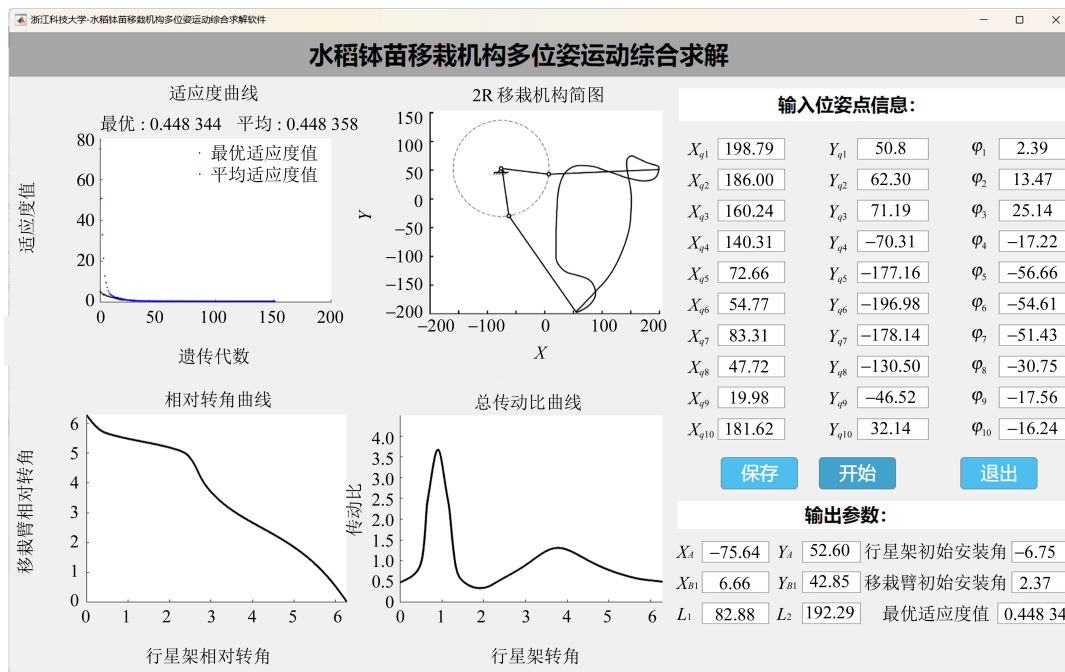 浙江科技大学-水稻钵苗移栽机构多位姿运动综合求解软件
水稻钵苗移栽机构多位姿运动综合求解
适应度曲线
最优：0.448 344 平均：0.448 358
最优适应度值
平均适应度值
适应度值
80
60
40
20
0
0 50 100 150 200
遗传代数
2R 移栽机构简图
Y
150
100
50
0
−50
−100
−150
−200
−200 −100 0 100 200
X
相对转角曲线
移栽臂相对转角
6
5
4
3
2
1
0
0 1 2 3 4 5 6
行星架相对转角
总传动比曲线
传动比
4.0
3.5
3.0
2.5
2.0
1.5
1.0
0.5
0
0 1 2 3 4 5 6
行星架转角
输入位姿点信息：
Xq1 198.79 Yq1 50.8 φ1 2.39
Xq2 186.00 Yq2 62.30 φ2 13.47
Xq3 160.24 Yq3 71.19 φ3 25.14
Xq4 140.31 Yq4 −70.31 φ4 −17.22
Xq5 72.66 Yq5 −177.16 φ5 −56.66
Xq6 54.77 Yq6 −196.98 φ6 −54.61
Xq7 83.31 Yq7 −178.14 φ7 −51.43
Xq8 47.72 Yq8 −130.50 φ8 −30.75
Xq9 19.98 Yq9 −46.52 φ9 −17.56
Xq10 181.62 Yq10 32.14 φ10 −16.24
保存 开始 退出
输出参数：
XA −75.64 YA 52.60 行星架初始安装角 −6.75
XB1 6.66 YB1 42.85 移栽臂初始安装角 2.37
L1 82.88 L2 192.29 最优适应度值 0.448 34